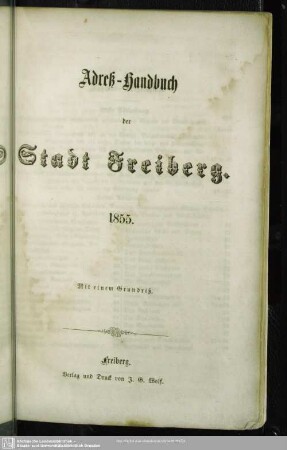 Adreß-Handbuch
der
Stadt Freiberg.
1855.
Mit einem Grundriß.
Freiberg,
Verlag und Druck von J. G. Wolf.